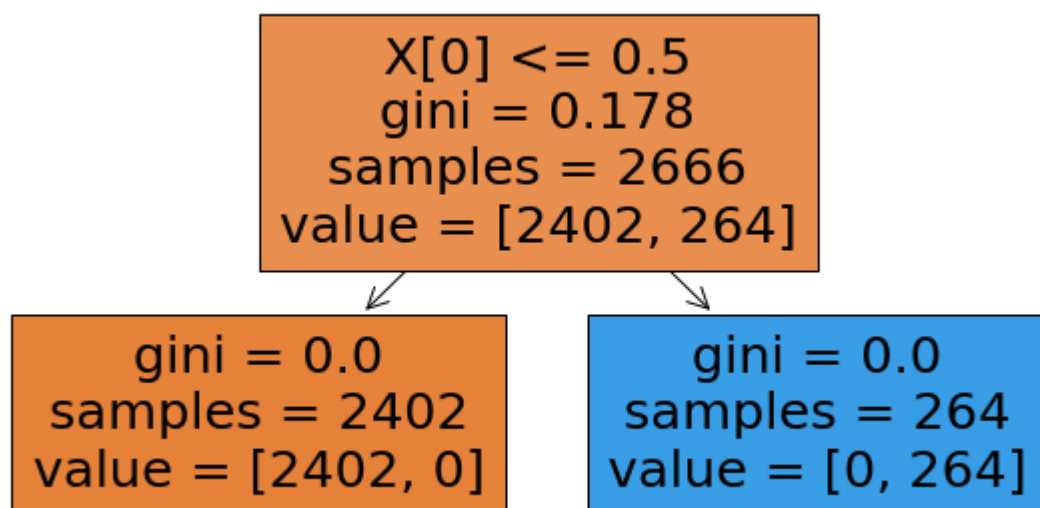 X[0] <= 0.5
gini = 0.178
samples = 2666
value = [2402, 264]
gini = 0.0
samples = 2402
value = [2402, 0]
gini = 0.0
samples = 264
value = [0, 264]